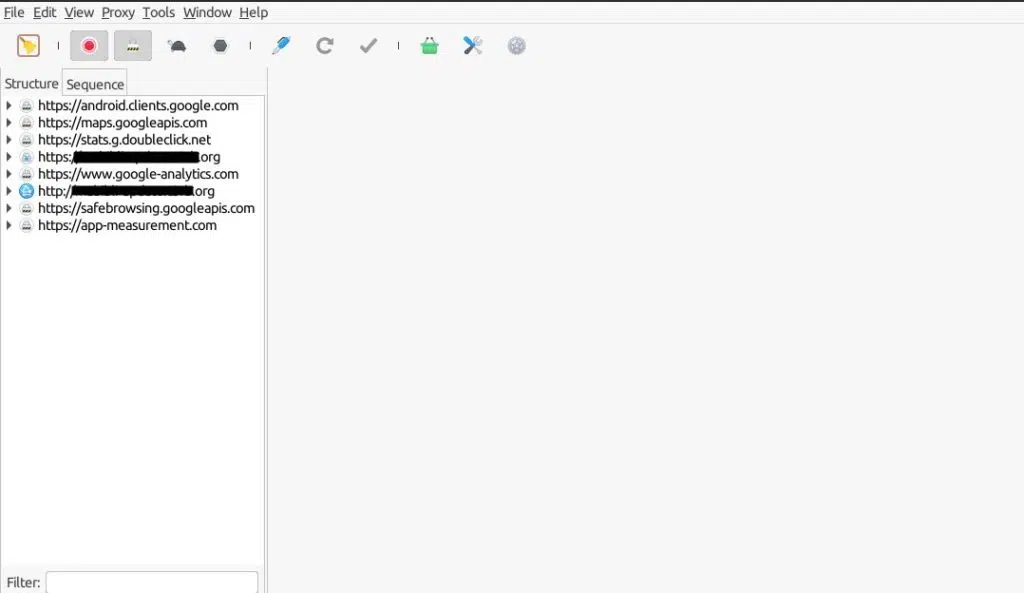 File Edit View Proxy Tools Window Help
Structure Sequence
https://android.clients.google.com
https://maps.googleapis.com
https://stats.g.doubleclick.net
https:/ .org
https://www.google-analytics.com
http:/ .org
https://safebrowsing.googleapis.com
https://app-measurement.com
Filter: